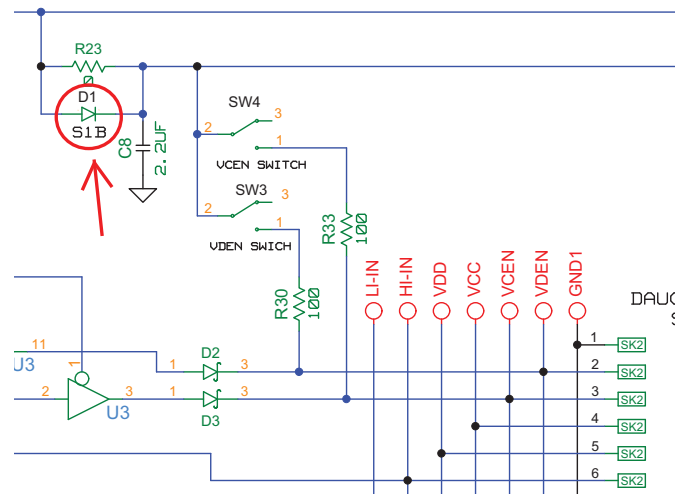 R23
0
D1
S1B
C8
2.2UF
SW4
3
2
1
VCEN SWITCH
SW3
3
2
1
VDEN SWICH
R33
100
R30
100
LI-IN
HI-IN
VDD
VCC
VCEN
VDEN
GND1
1
SK2
11
U3
1
D2
3
2
SK2
2
1
3
U3
1
D3
3
3
SK2
4
SK2
5
SK2
6
SK2